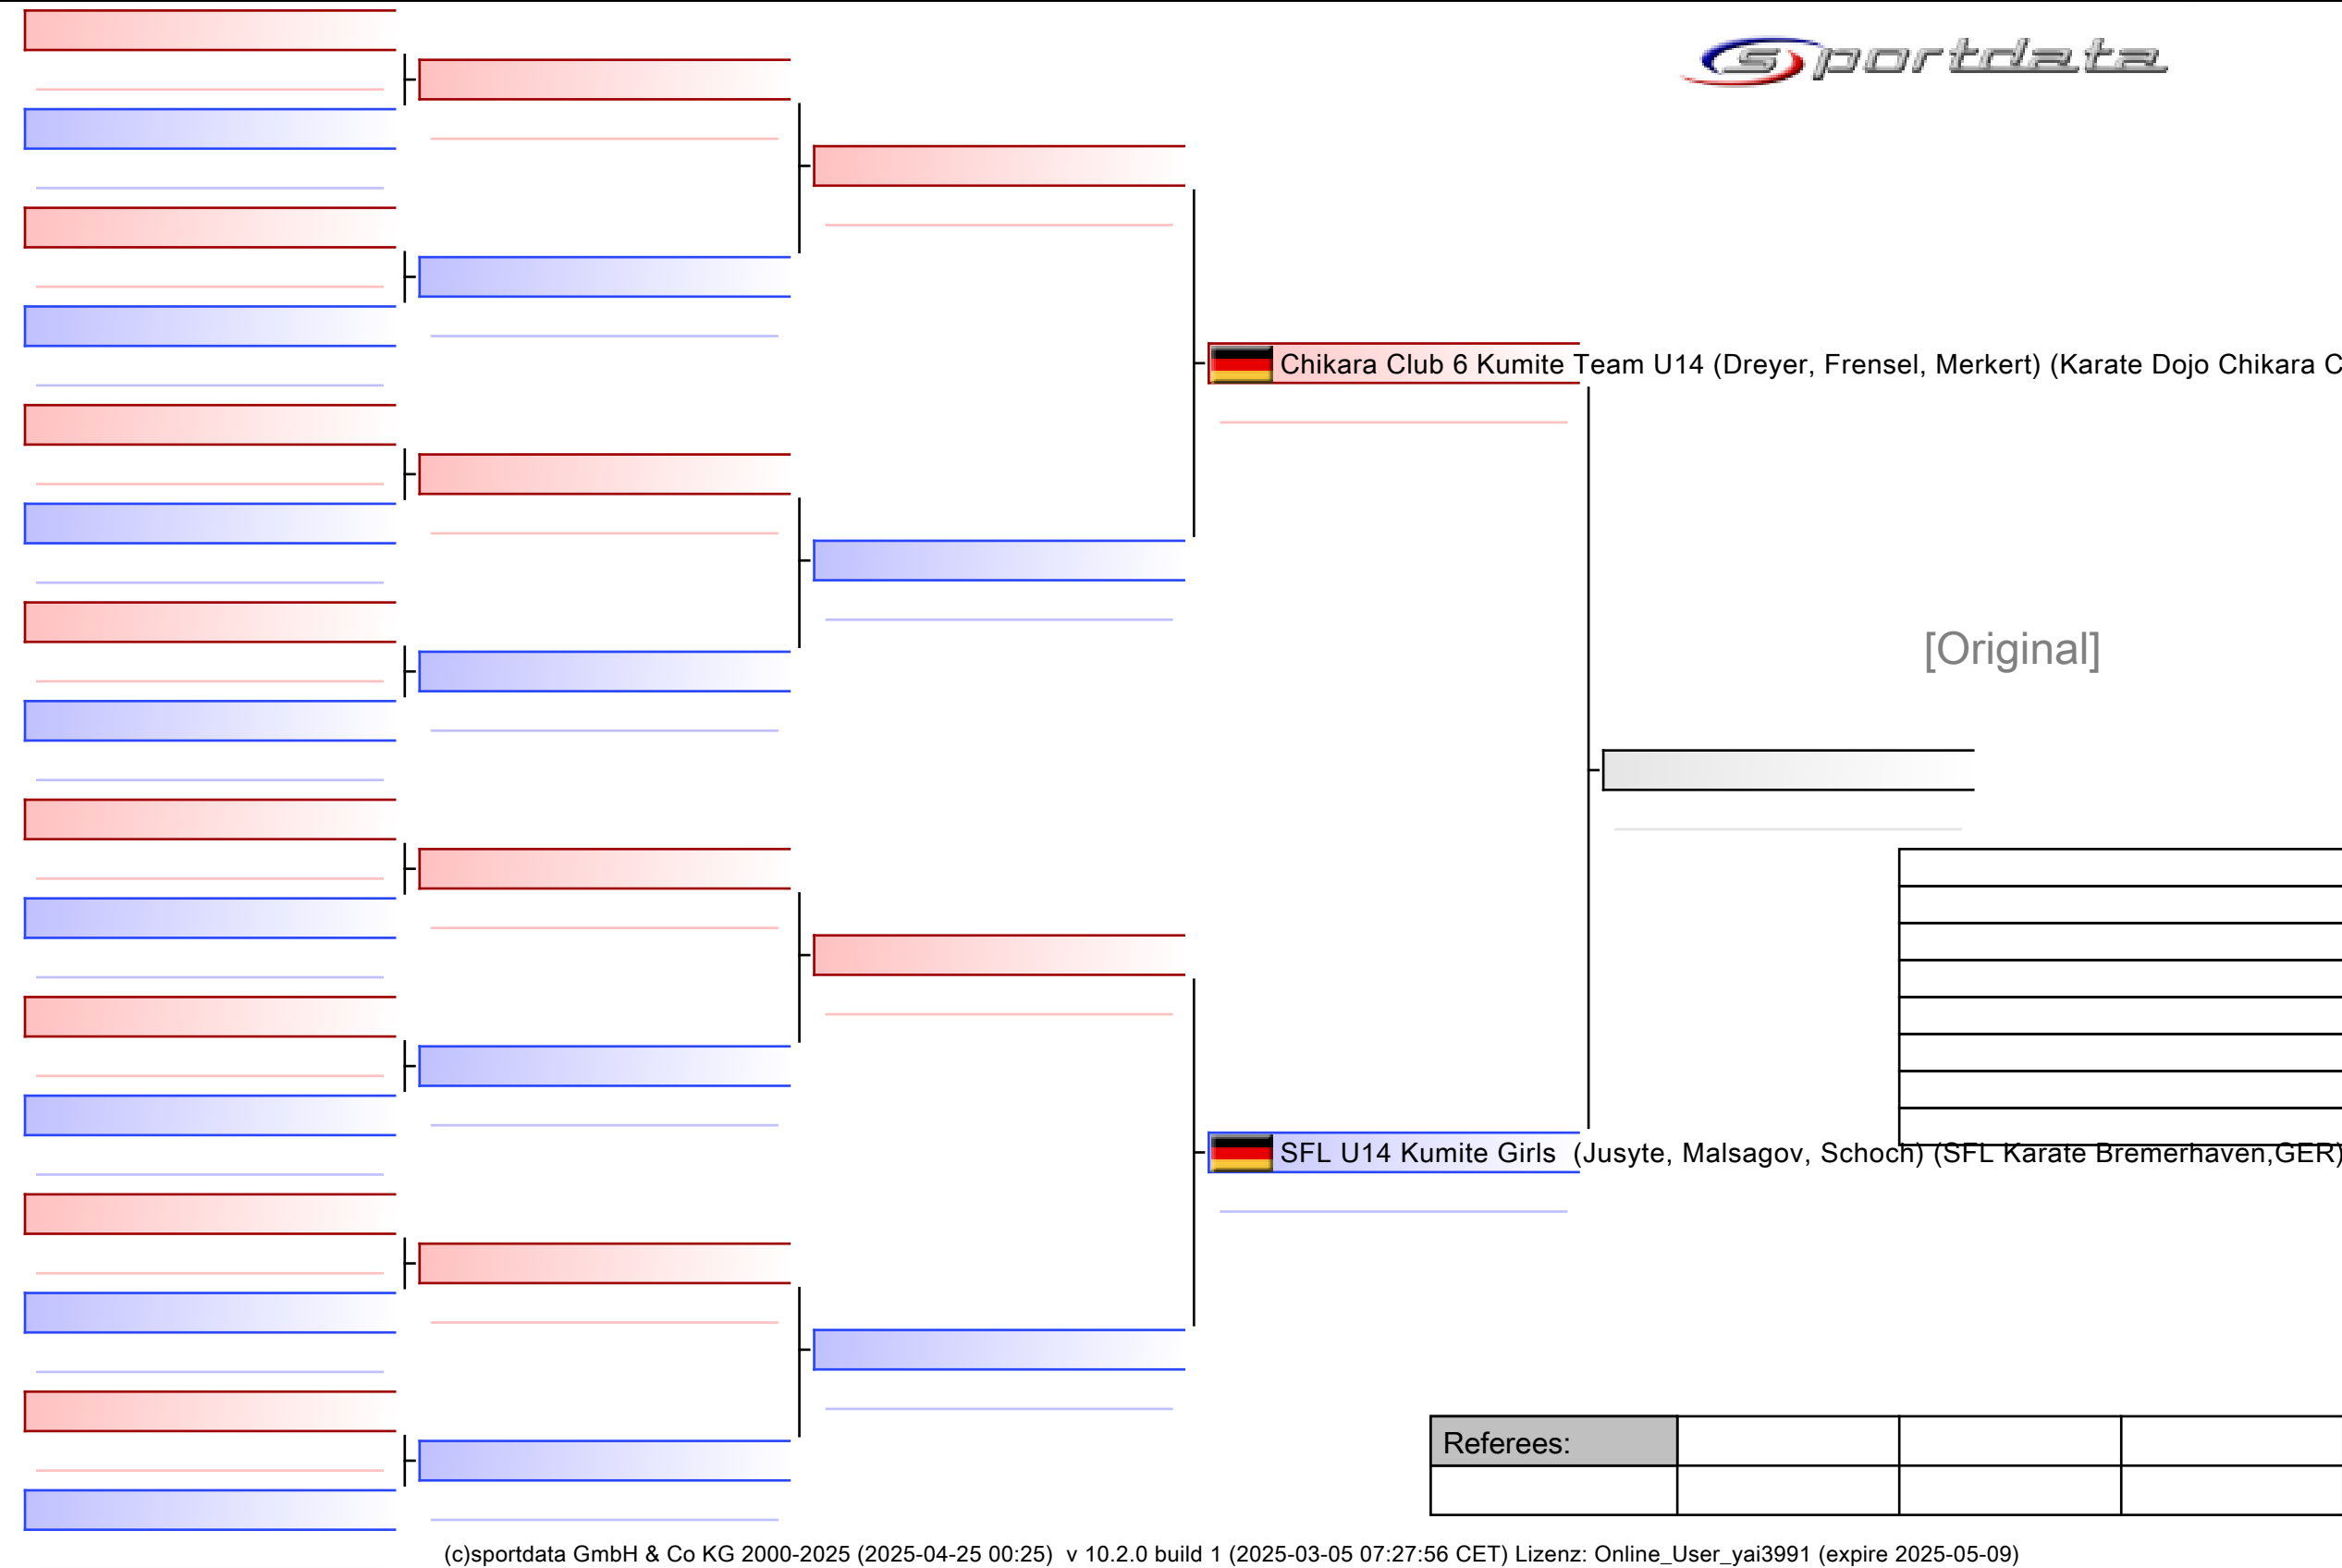 sportdata
Chikara Club 6 Kumite Team U14 (Dreyer, Frensel, Merkert) (Karate Dojo Chikara C
[Original]
SFL U14 Kumite Girls  (Jusyte, Malsagov, Schoch) (SFL Karate Bremerhaven,GER)
Referees:
(c)sportdata GmbH & Co KG 2000-2025 (2025-04-25 00:25)  v 10.2.0 build 1 (2025-03-05 07:27:56 CET) Lizenz: Online_User_yai3991 (expire 2025-05-09)